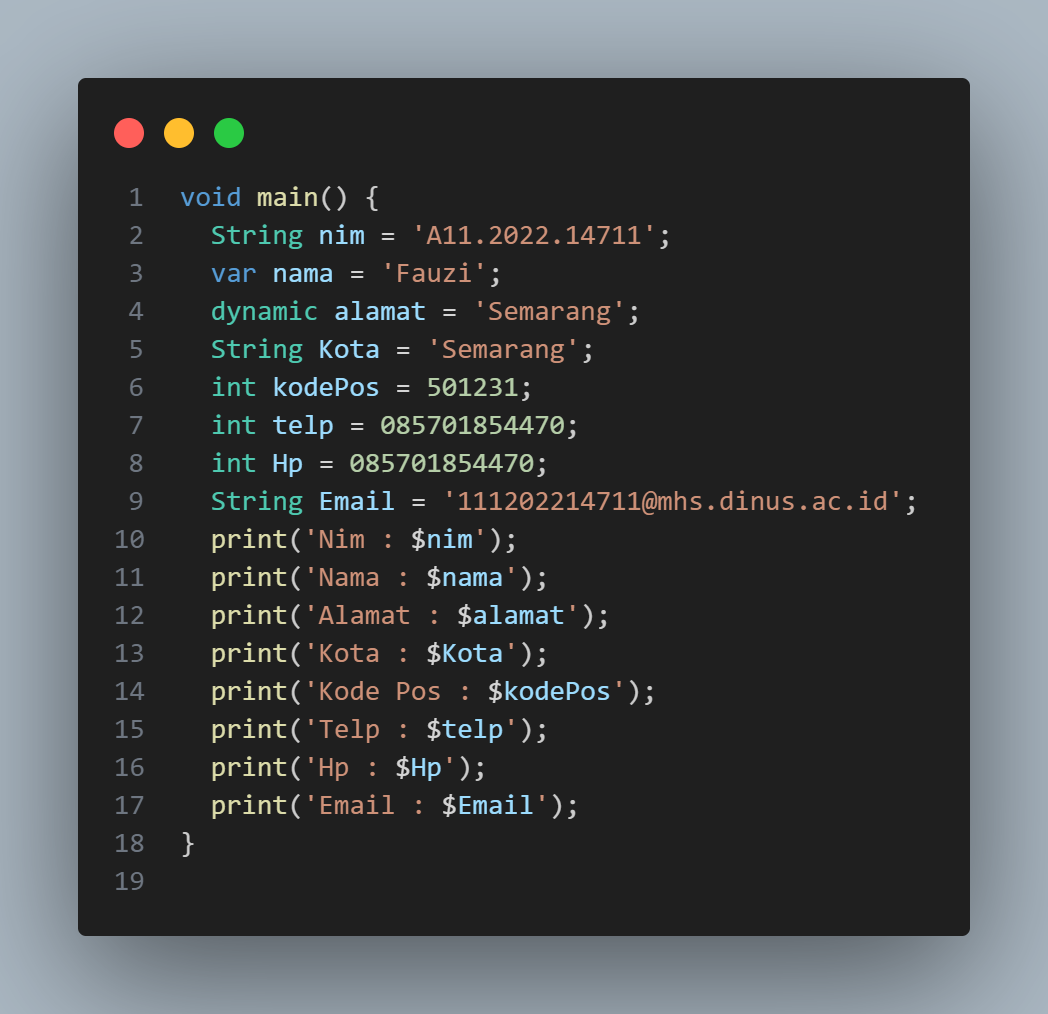 1 void main() {
2   String nim = 'A11.2022.14711';
3   var nama = 'Fauzi';
4   dynamic alamat = 'Semarang';
5   String Kota = 'Semarang';
6   int kodePos = 501231;
7   int telp = 085701854470;
8   int Hp = 085701854470;
9   String Email = '111202214711@mhs.dinus.ac.id';
10   print('Nim : $nim');
11   print('Nama : $nama');
12   print('Alamat : $alamat');
13   print('Kota : $Kota');
14   print('Kode Pos : $kodePos');
15   print('Telp : $telp');
16   print('Hp : $Hp');
17   print('Email : $Email');
18 }
19